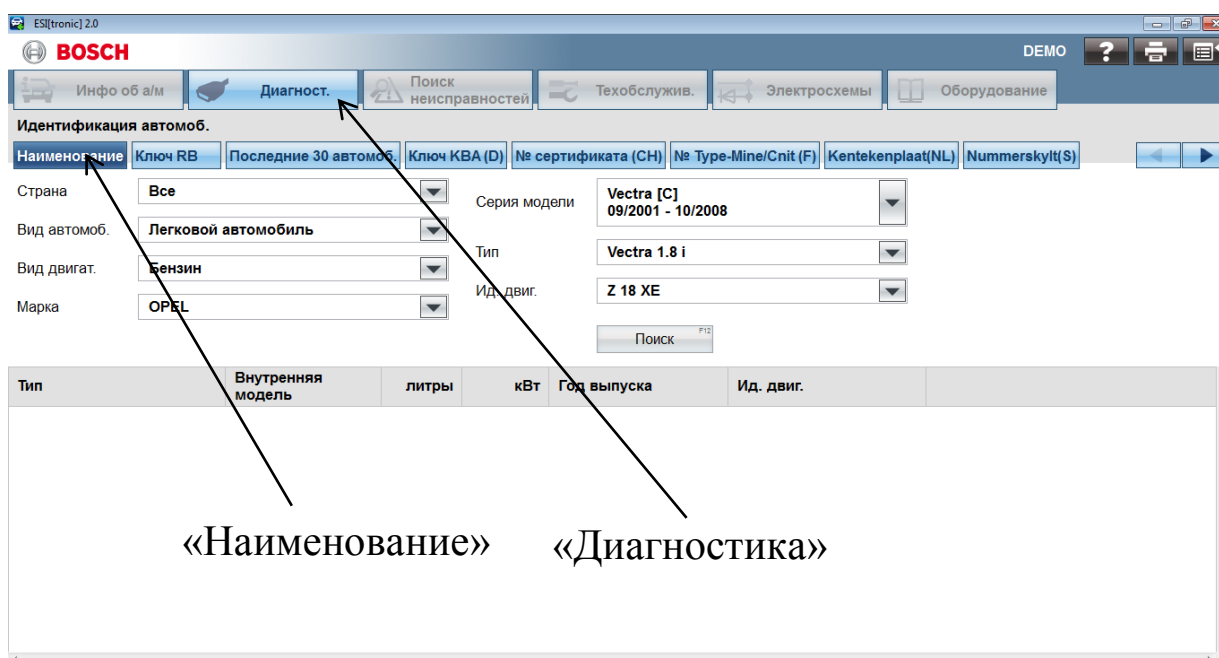 ESI[tronic] 2.0
BOSCH
DEMO
?
Инфо об а/м
Диагност.
Поиск
неисправностей
Техобслужив.
Электросхемы
Оборудование
Идентификация автомоб.
Наименование Ключ RB Последние 30 автомоб. Ключ KBA (D) № сертификата (CH) № Type-Mine/Cnit (F) Kentekenplaat(NL) Nummerskylt(S)
Страна Все
Вид автомоб. Легковой автомобиль
Вид двигат. Бензин
Марка OPEL
Серия модели Vectra [C]
09/2001 - 10/2008
Тип Vectra 1.8 i
Ид. двиг. Z 18 XE
Поиск F12
Тип Внутренняя
модель литры кВт Год выпуска Ид. двиг.
«Наименование» «Диагностика»